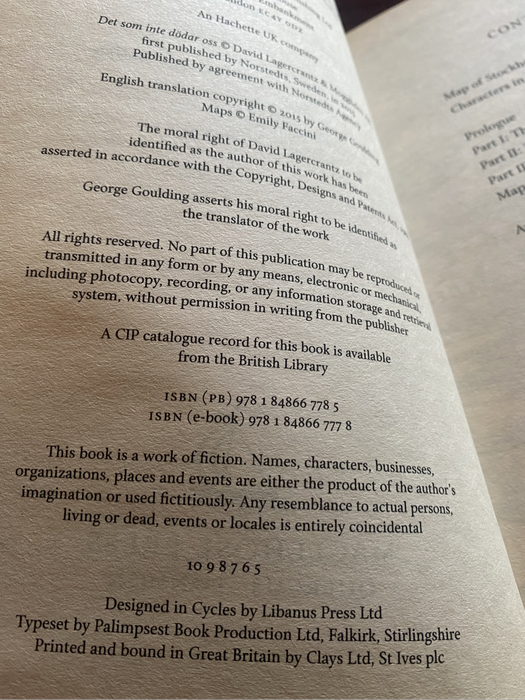 An Hachette UK company
Det som inte dödar oss © David Lagercrantz &
first published by Norstedts, Sweden, in 2015
Published by agreement with Norstedts Agency
English translation copyright © 2015 by George Goulding
Maps © Emily Faccini
The moral right of David Lagercrantz to be
identified as the author of this work has been
asserted in accordance with the Copyright, Designs and Patents Act,
George Goulding asserts his moral right to be identified as
the translator of the work
All rights reserved. No part of this publication may be reproduced or
transmitted in any form or by any means, electronic or mechanical,
including photocopy, recording, or any information storage and retrieval
system, without permission in writing from the publisher
A CIP catalogue record for this book is available
from the British Library
ISBN (PB) 978 1 84866 778 5
ISBN (e-book) 978 1 84866 777 8
This book is a work of fiction. Names, characters, businesses,
organizations, places and events are either the product of the author's
imagination or used fictitiously. Any resemblance to actual persons,
living or dead, events or locales is entirely coincidental
10 9 8 7 6 5
Designed in Cycles by Libanus Press Ltd
Typeset by Palimpsest Book Production Ltd, Falkirk, Stirlingshire
Printed and bound in Great Britain by Clays Ltd, St Ives plc
CON
Map of Stockh
Characters in
Prologue
Part I: T
Part II:
Part II
Map
A